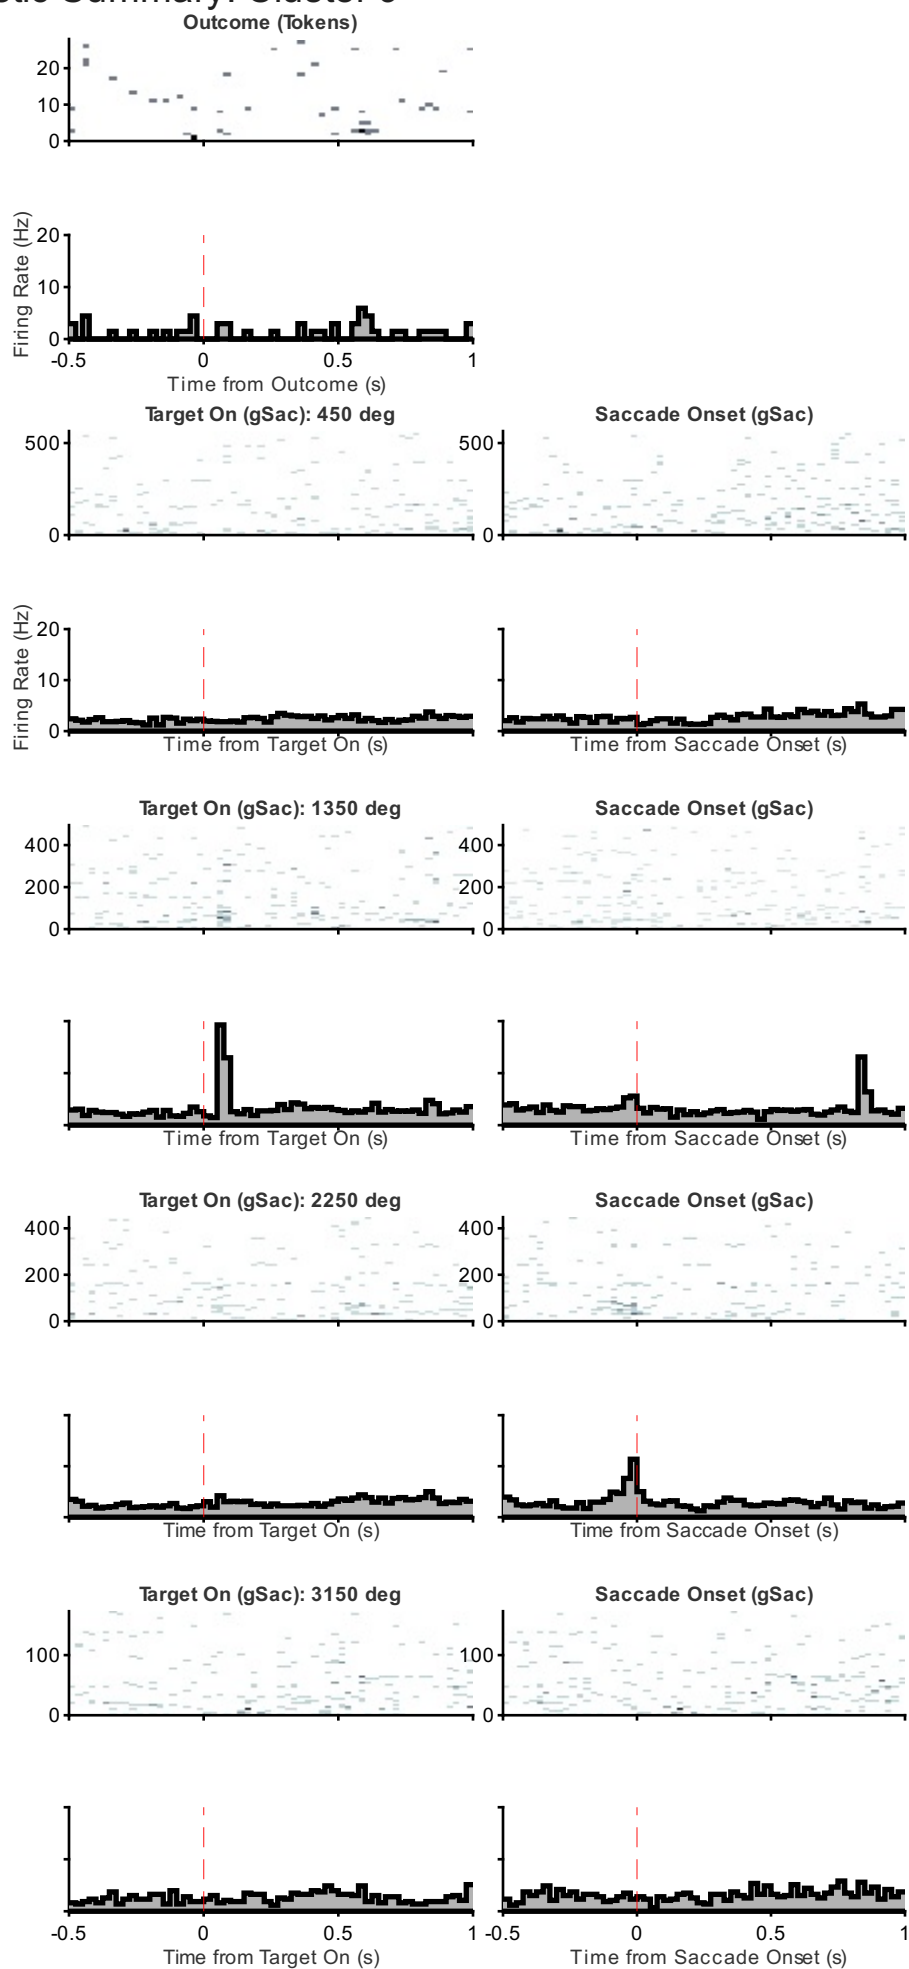 Summary: Cluster
Outcome (Tokens)
20
10
0
Firing Rate (Hz)
20
10
0
-0.5 0 0.5 1
Time from Outcome (s)
Target On (gSac): 450 deg Saccade Onset (gSac)
500 500
0 0
Firing Rate (Hz)
20
10
0
Time from Target On (s) Time from Saccade Onset (s)
Target On (gSac): 1350 deg Saccade Onset (gSac)
400 400
200 200
0 0
Time from Target On (s) Time from Saccade Onset (s)
Target On (gSac): 2250 deg Saccade Onset (gSac)
400 400
200 200
0 0
Time from Target On (s) Time from Saccade Onset (s)
Target On (gSac): 3150 deg Saccade Onset (gSac)
100 100
0 0
-0.5 0 0.5 1 -0.5 0 0.5 1
Time from Target On (s) Time from Saccade Onset (s)